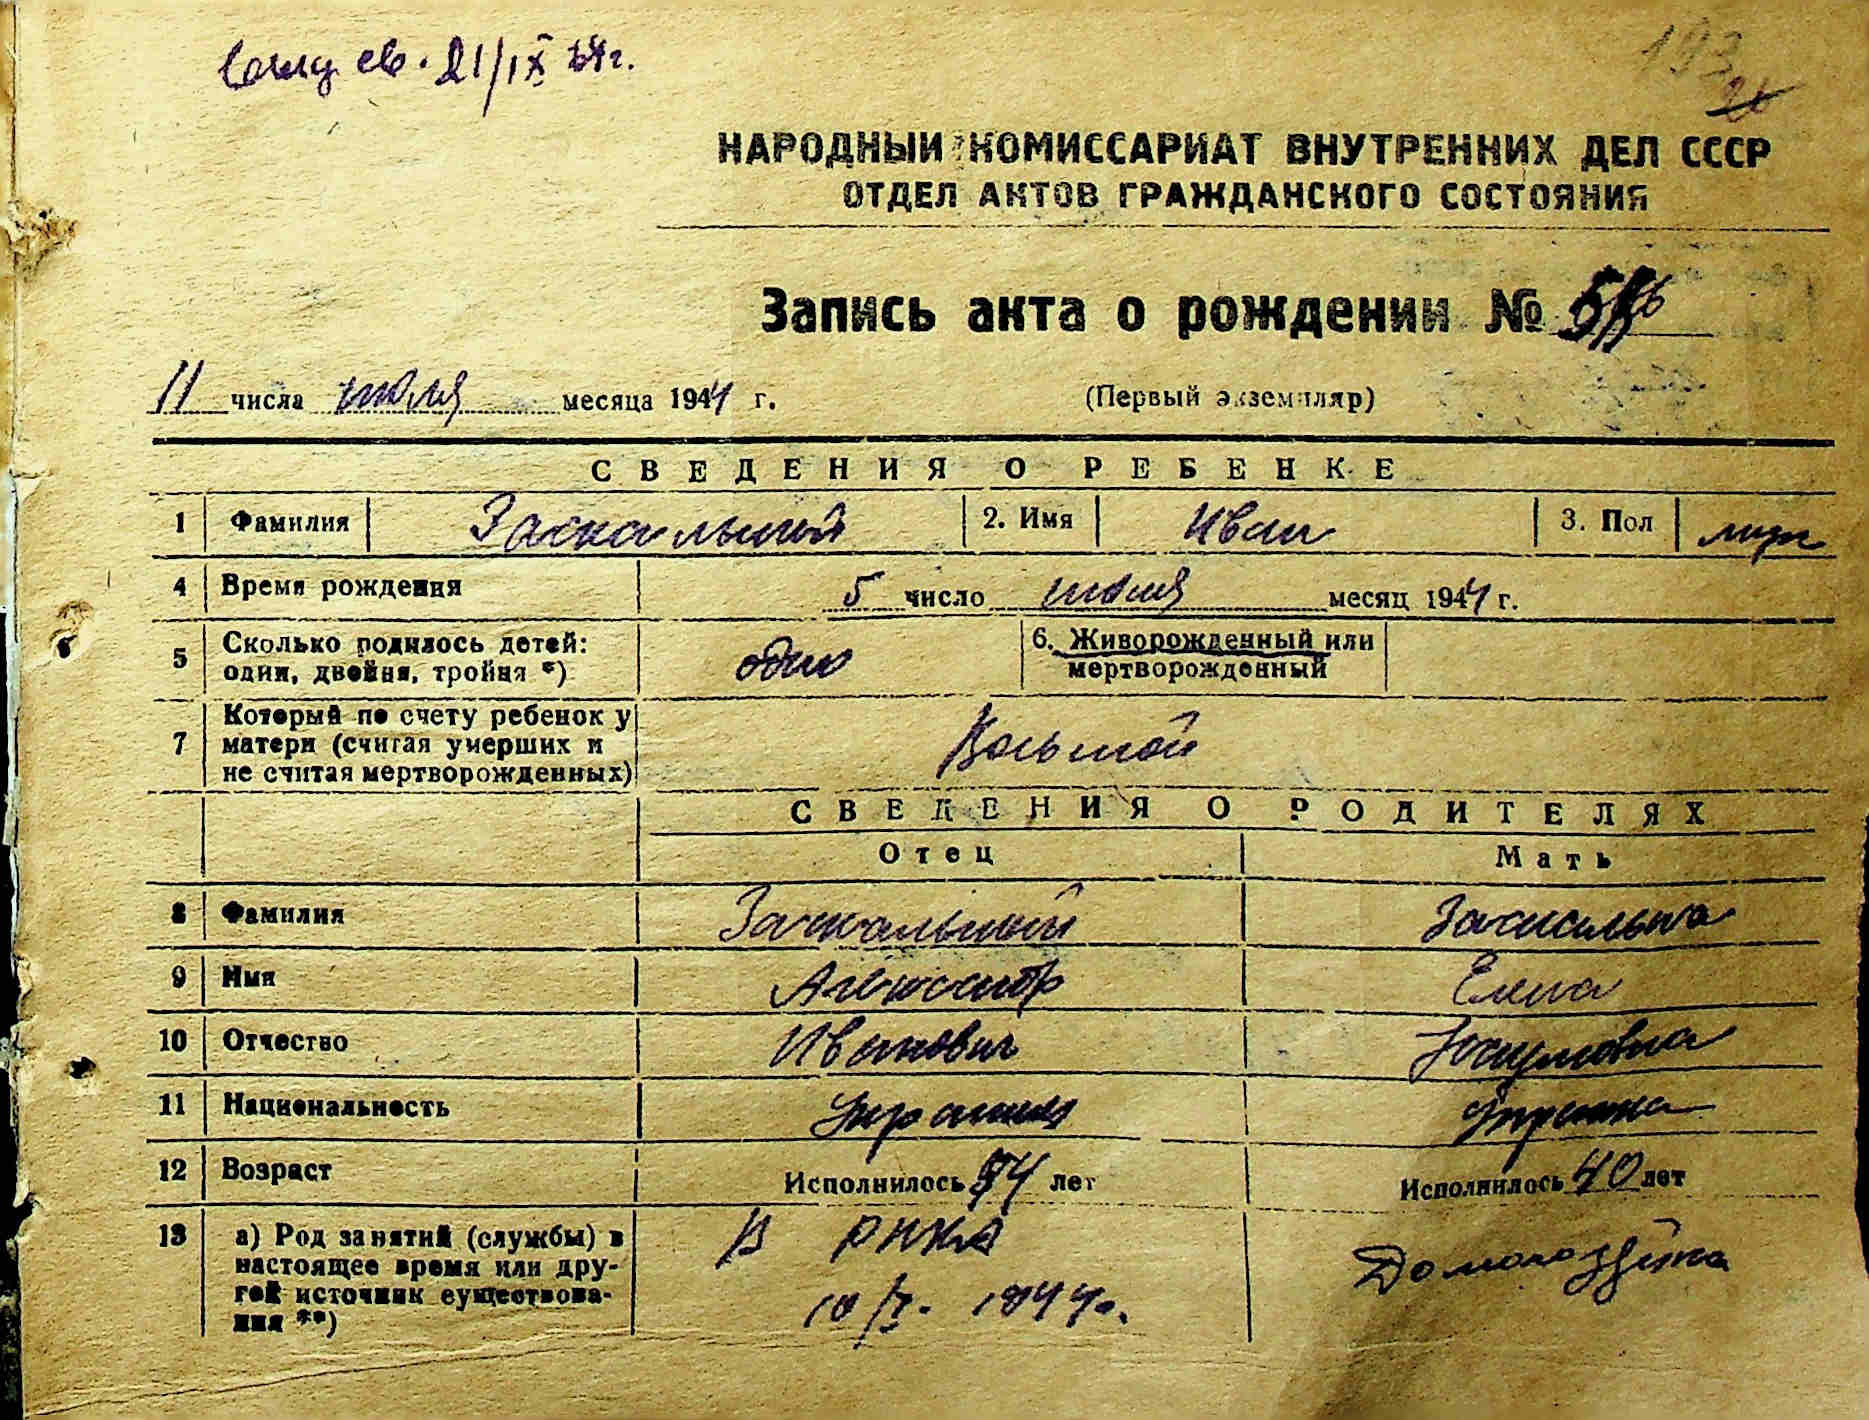 21/IX
НАРОДНЫЙ КОМИССАРИАТ ВНУТРЕННИХ ДЕЛ СССР
ОТДЕЛ АКТОВ ГРАЖДАНСКОГО СОСТОЯНИЯ
Запись акта о рождении №
11 числа июля месяца 1944 г. (Первый экземпляр)
СВЕДЕНИЯ О РЕБЕНКЕ
1 Фамилия Заскальный 2. Имя Иван 3. Пол муж
4 Время рождения 5 число июля месяц 1944 г.
5 Сколько родилось детей: один, двойня, тройня *) один 6. Живорожденный или мертворожденный
7 Который по счету ребенок у матери (считая умерших и не считая мертворожденных) Восьмой
СВЕДЕНИЯ О РОДИТЕЛЯХ
Отец Мать
8 Фамилия Заскальный Заскальна
9 Имя Александр Елена
10 Отчество Иванович
11 Национальность Украинец Украинка
12 Возраст Исполнилось лет Исполнилось 40 лет
13 а) Род занятий (службы) в настоящее время или другой источник существования **) В РККА Домохозяйка
1944г.